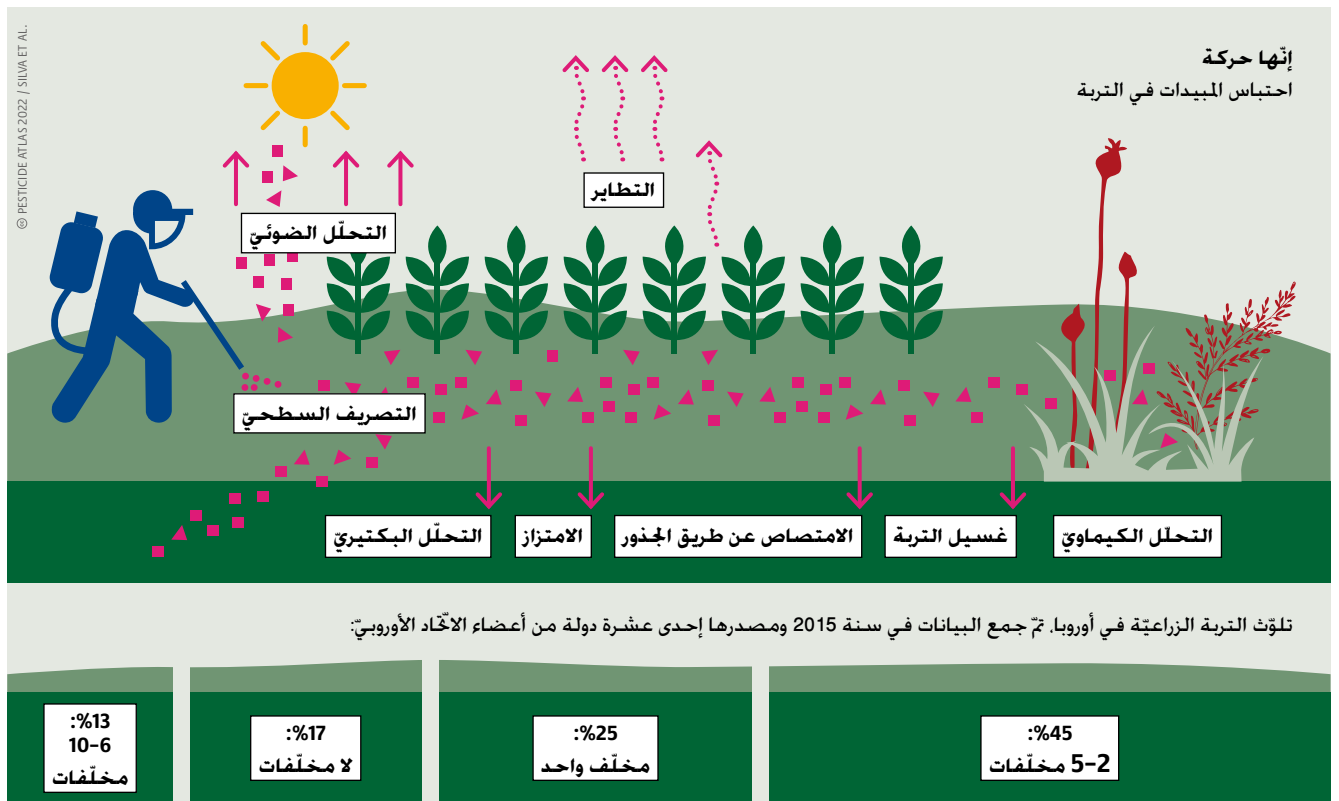 إنّها حركة
احتباس المبيدات في التربة
© PESTICIDE ATLAS 2022 / SILVA ET AL.
التطاير
التحلّل الضوئيّ
التصريف السطحيّ
التحلّل الكيماويّ
غسيل التربة
الامتصاص عن طريق الجذور
الامتزاز
التحلّل البكتيريّ
تلوّث التربة الزراعيّة في أوروبا. تمّ جمع البيانات في سنة 2015 ومصدرها إحدى عشرة دولة من أعضاء الاتّحاد الأوروبيّ:
45%:
2-5 مخلّفات
25%:
مخلّف واحد
17%:
لا مخلّفات
13%:
6-10
مخلّفات